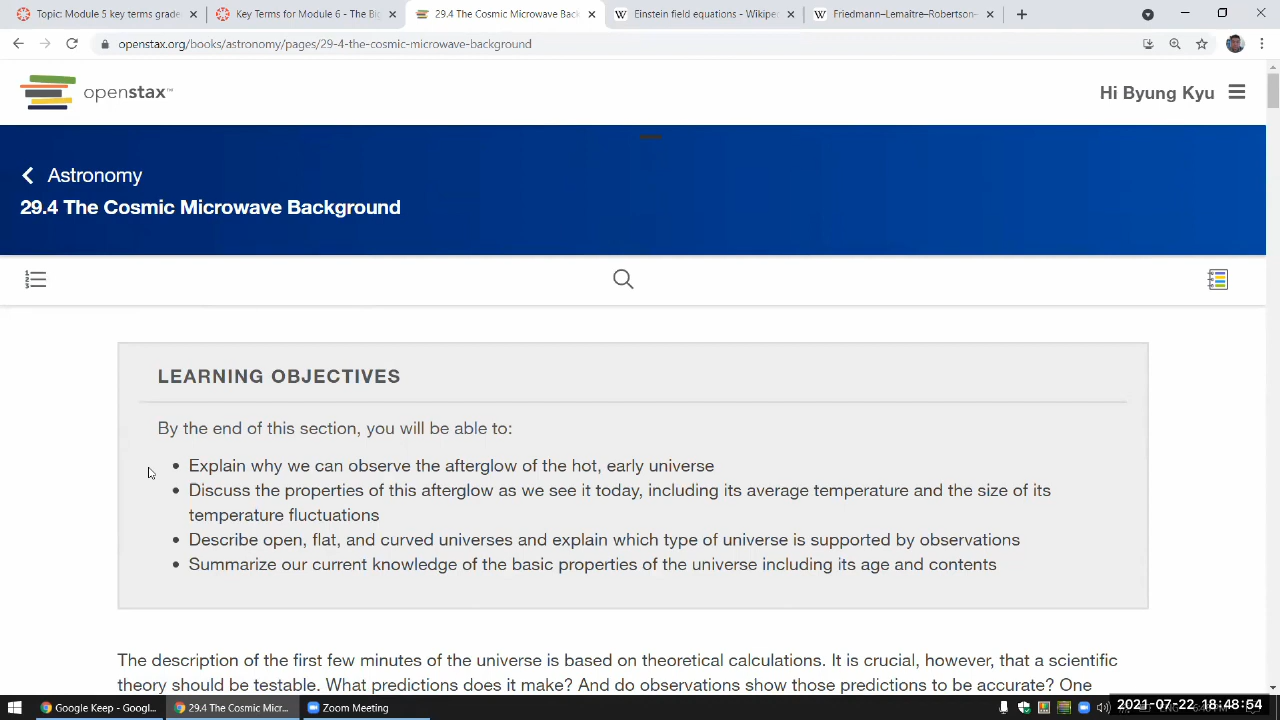 Topic: Module 5 key terms grade
Key Terms for Module 6 - The Bi
29.4 The Cosmic Microwave Back
Einstein field equations - Wikipe
Friedmann–Lemaître–Robertson–
openstax.org/books/astronomy/pages/29-4-the-cosmic-microwave-background
openstax™
Hi Byung Kyu
Astronomy
29.4 The Cosmic Microwave Background
LEARNING OBJECTIVES
By the end of this section, you will be able to:
Explain why we can observe the afterglow of the hot, early universe
Discuss the properties of this afterglow as we see it today, including its average temperature and the size of its
temperature fluctuations
Describe open, flat, and curved universes and explain which type of universe is supported by observations
Summarize our current knowledge of the basic properties of the universe including its age and contents
The description of the first few minutes of the universe is based on theoretical calculations. It is crucial, however, that a scientific
theory should be testable. What predictions does it make? And do observations show those predictions to be accurate? One
Google Keep - Googl...
29.4 The Cosmic Micr...
Zoom Meeting
2021-07-22 18:48:54